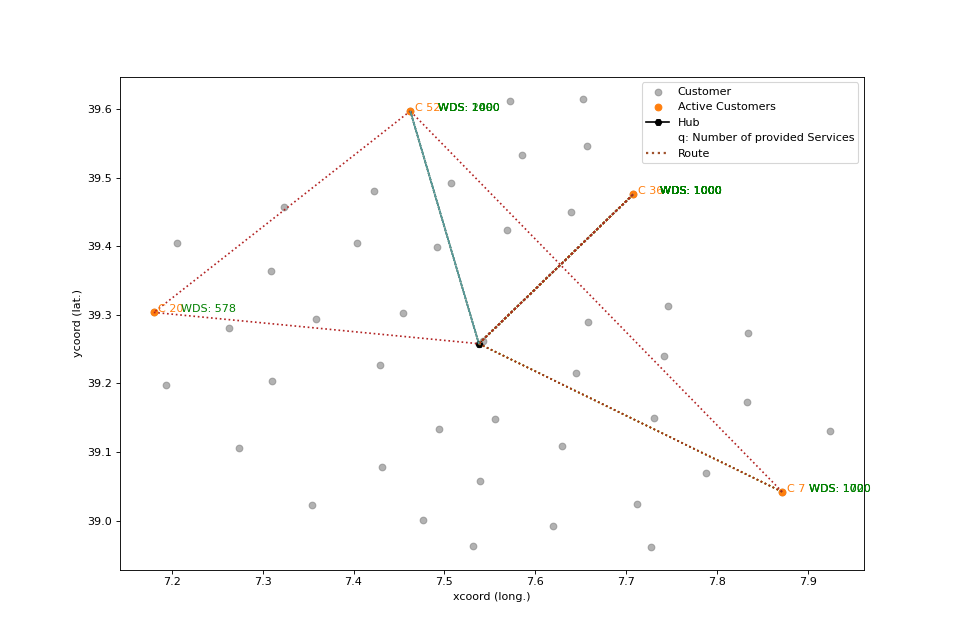 39.6
39.5
39.4
39.3
39.2
39.1
39.0
ycoord (lat.)
7.2 7.3 7.4 7.5 7.6 7.7 7.8 7.9
xcoord (long.)
Customer
Active Customers
Hub
q: Number of provided Services
Route
C 52 WDS:
C 36 WDS: 1000
C 20 WDS: 578
C 7 WDS: